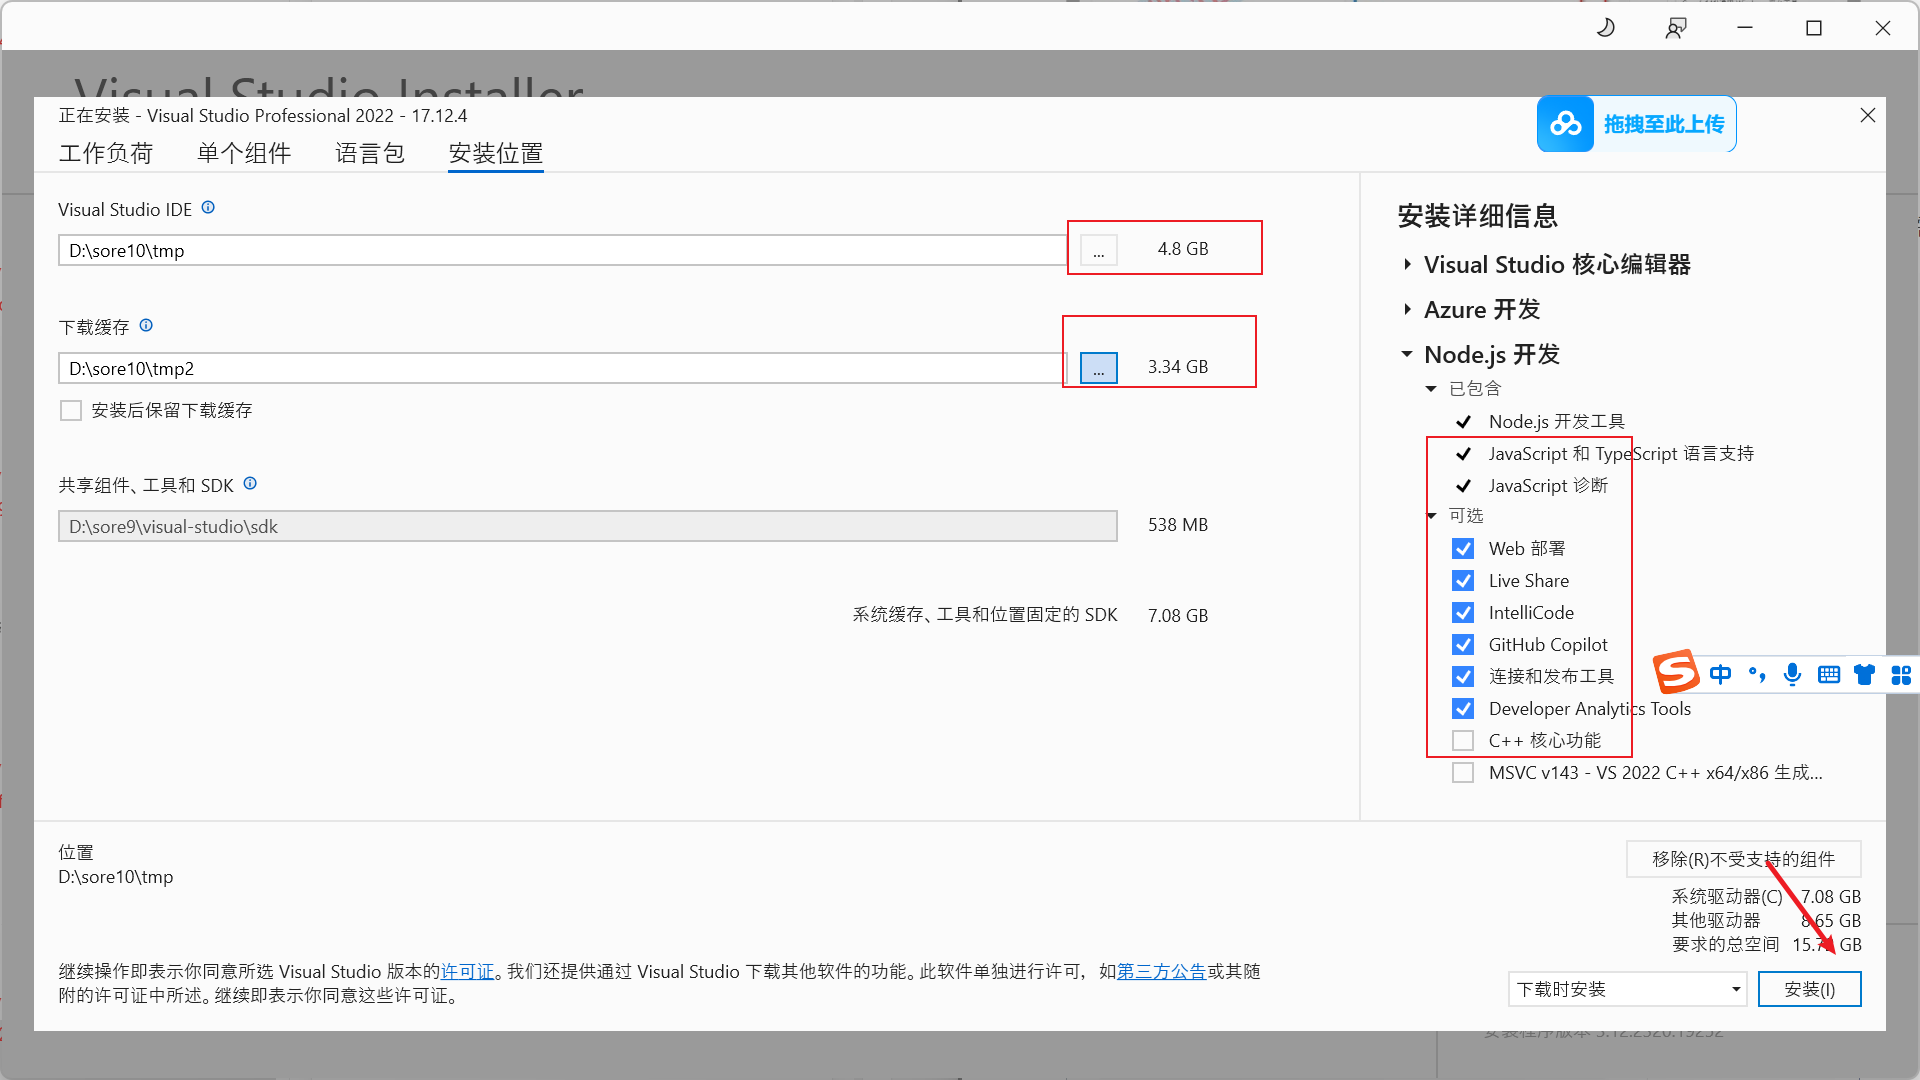 Visual Studio Installer
正在安装 - Visual Studio Professional 2022 - 17.12.4
拖拽至此上传
工作负荷 单个组件 语言包 安装位置
Visual Studio IDE
D:\sore10\tmp
... 4.8 GB
下载缓存
D:\sore10\tmp2
... 3.34 GB
安装后保留下载缓存
共享组件、工具和 SDK
D:\sore9\visual-studio\sdk
538 MB
系统缓存、工具和位置固定的 SDK 7.08 GB
安装详细信息
Visual Studio 核心编辑器
Azure 开发
Node.js 开发
已包含
Node.js 开发工具
JavaScript 和 TypeScript 语言支持
JavaScript 诊断
可选
Web 部署
Live Share
IntelliCode
GitHub Copilot
连接和发布工具
Developer Analytics Tools
C++ 核心功能
MSVC v143 - VS 2022 C++ x64/x86 生成...
中
位置
D:\sore10\tmp
移除(R)不受支持的组件
系统驱动器(C) 7.08 GB
其他驱动器 8.65 GB
要求的总空间 GB
继续操作即表示你同意所选 Visual Studio 版本的许可证。我们还提供通过 Visual Studio 下载其他软件的功能。此软件单独进行许可，如第三方公告或其随
附的许可证中所述。继续即表示你同意这些许可证。
下载时安装
安装(I)